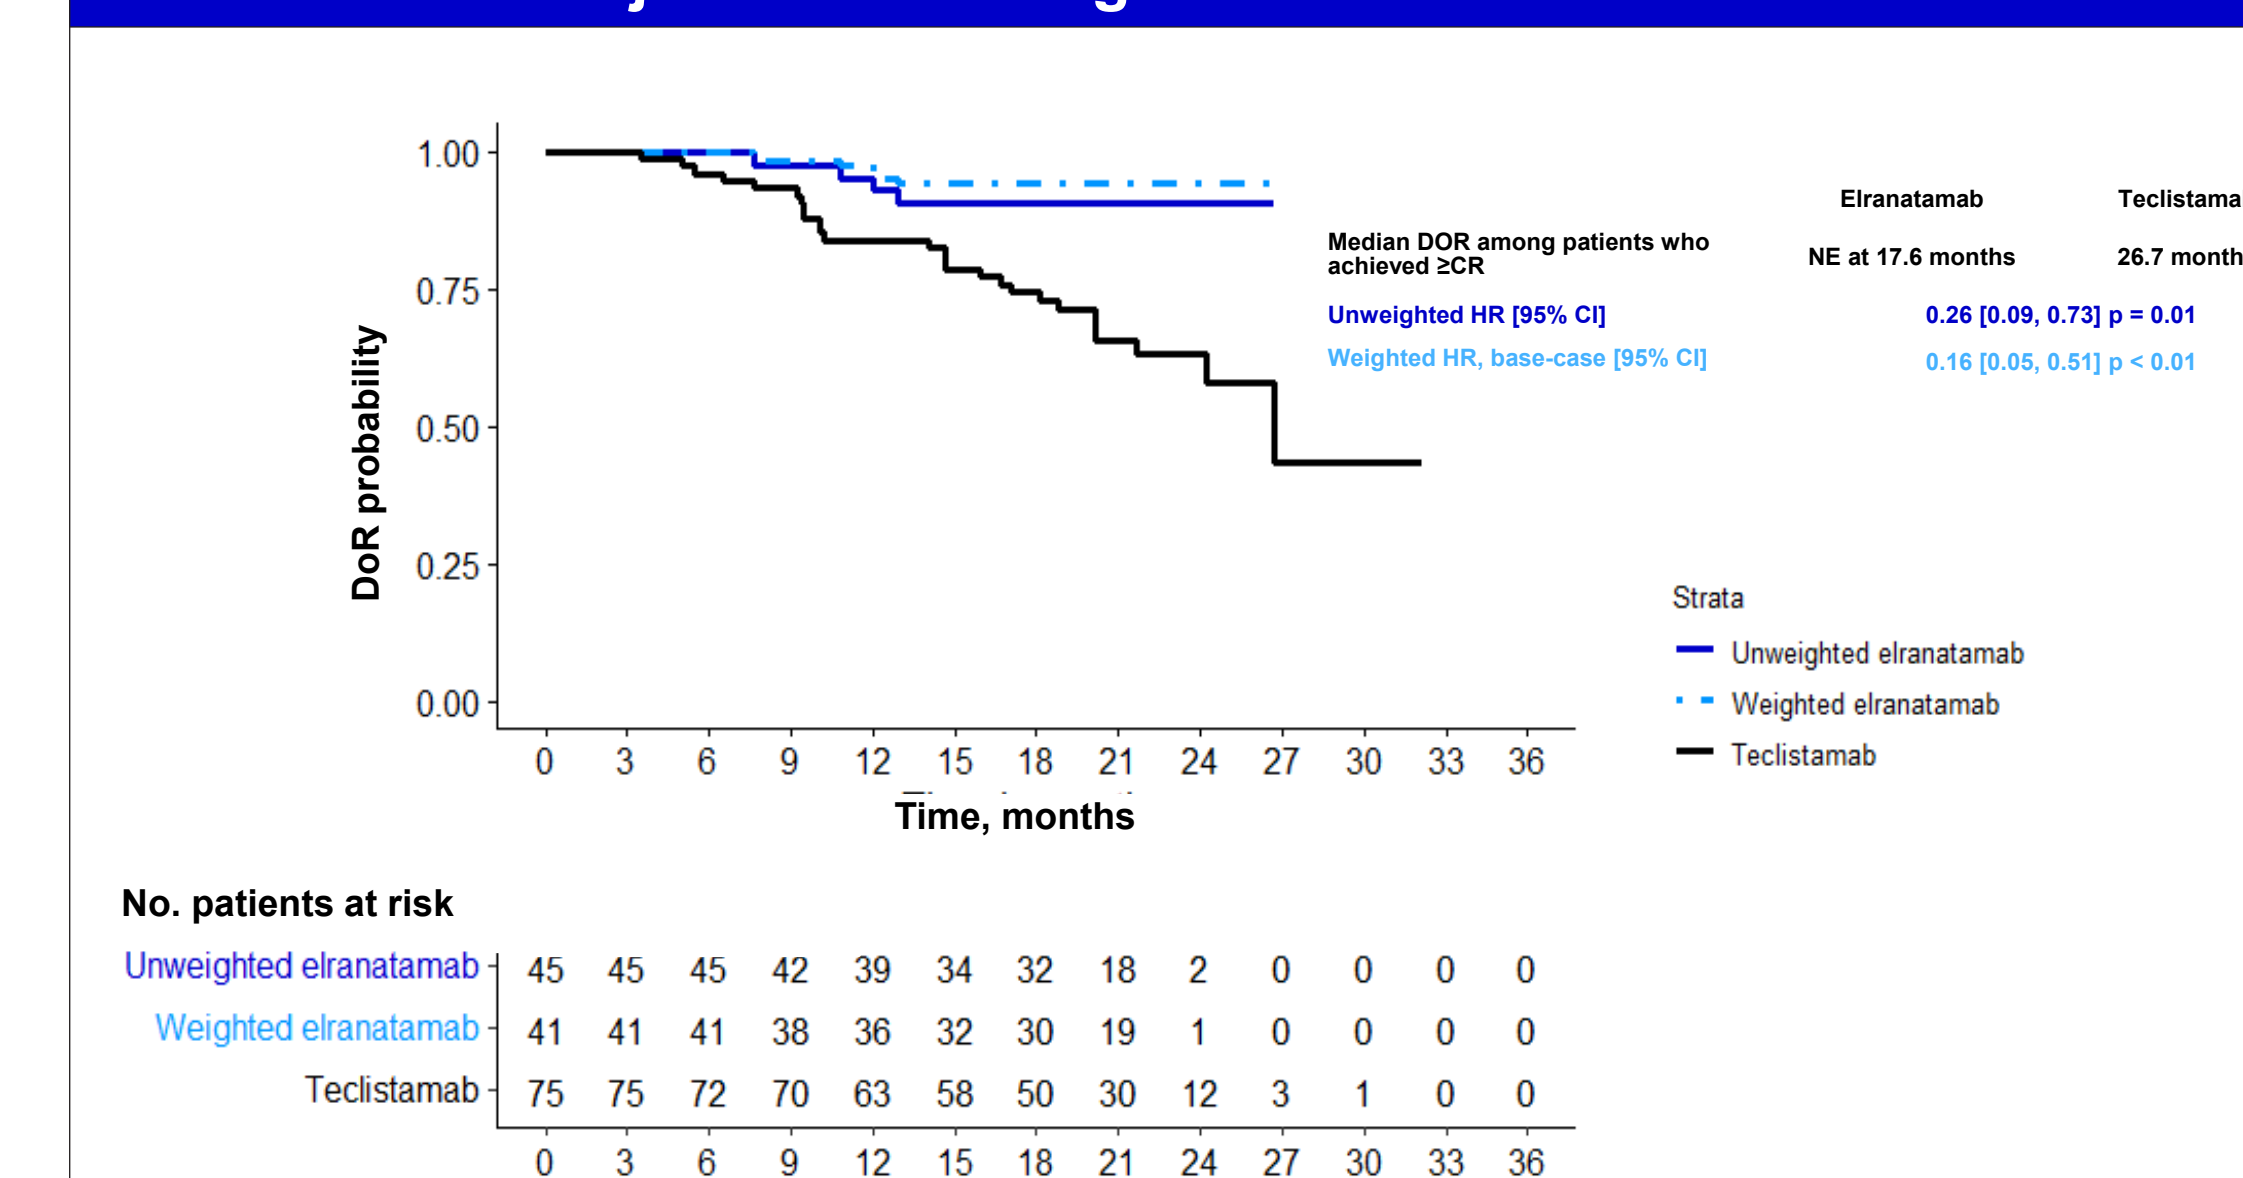 Elranatamab
Median DOR among patients who achieved ≥CR
NE at 17.6 months
26.7
Unweighted HR [95% CI]
0.26 [0.09, 0.73] p = 0.01
Weighted HR, base-case [95% CI]
0.16 [0.05, 0.51] p < 0.01
DoR probability
1.00
0.75
0.50
0.25
0.00
0 3 6 9 12 15 18 21 24 27 30 33 36
Time, months
Strata
Unweighted elranatamab
Weighted elranatamab
Teclistamab
No. patients at risk
Unweighted elranatamab 45 45 45 42 39 34 32 18 2 0 0 0 0
Weighted elranatamab 41 41 41 38 36 32 30 19 1 0 0 0 0
Teclistamab 75 75 72 70 63 58 50 30 12 3 1 0 0
0 3 6 9 12 15 18 21 24 27 30 33 36